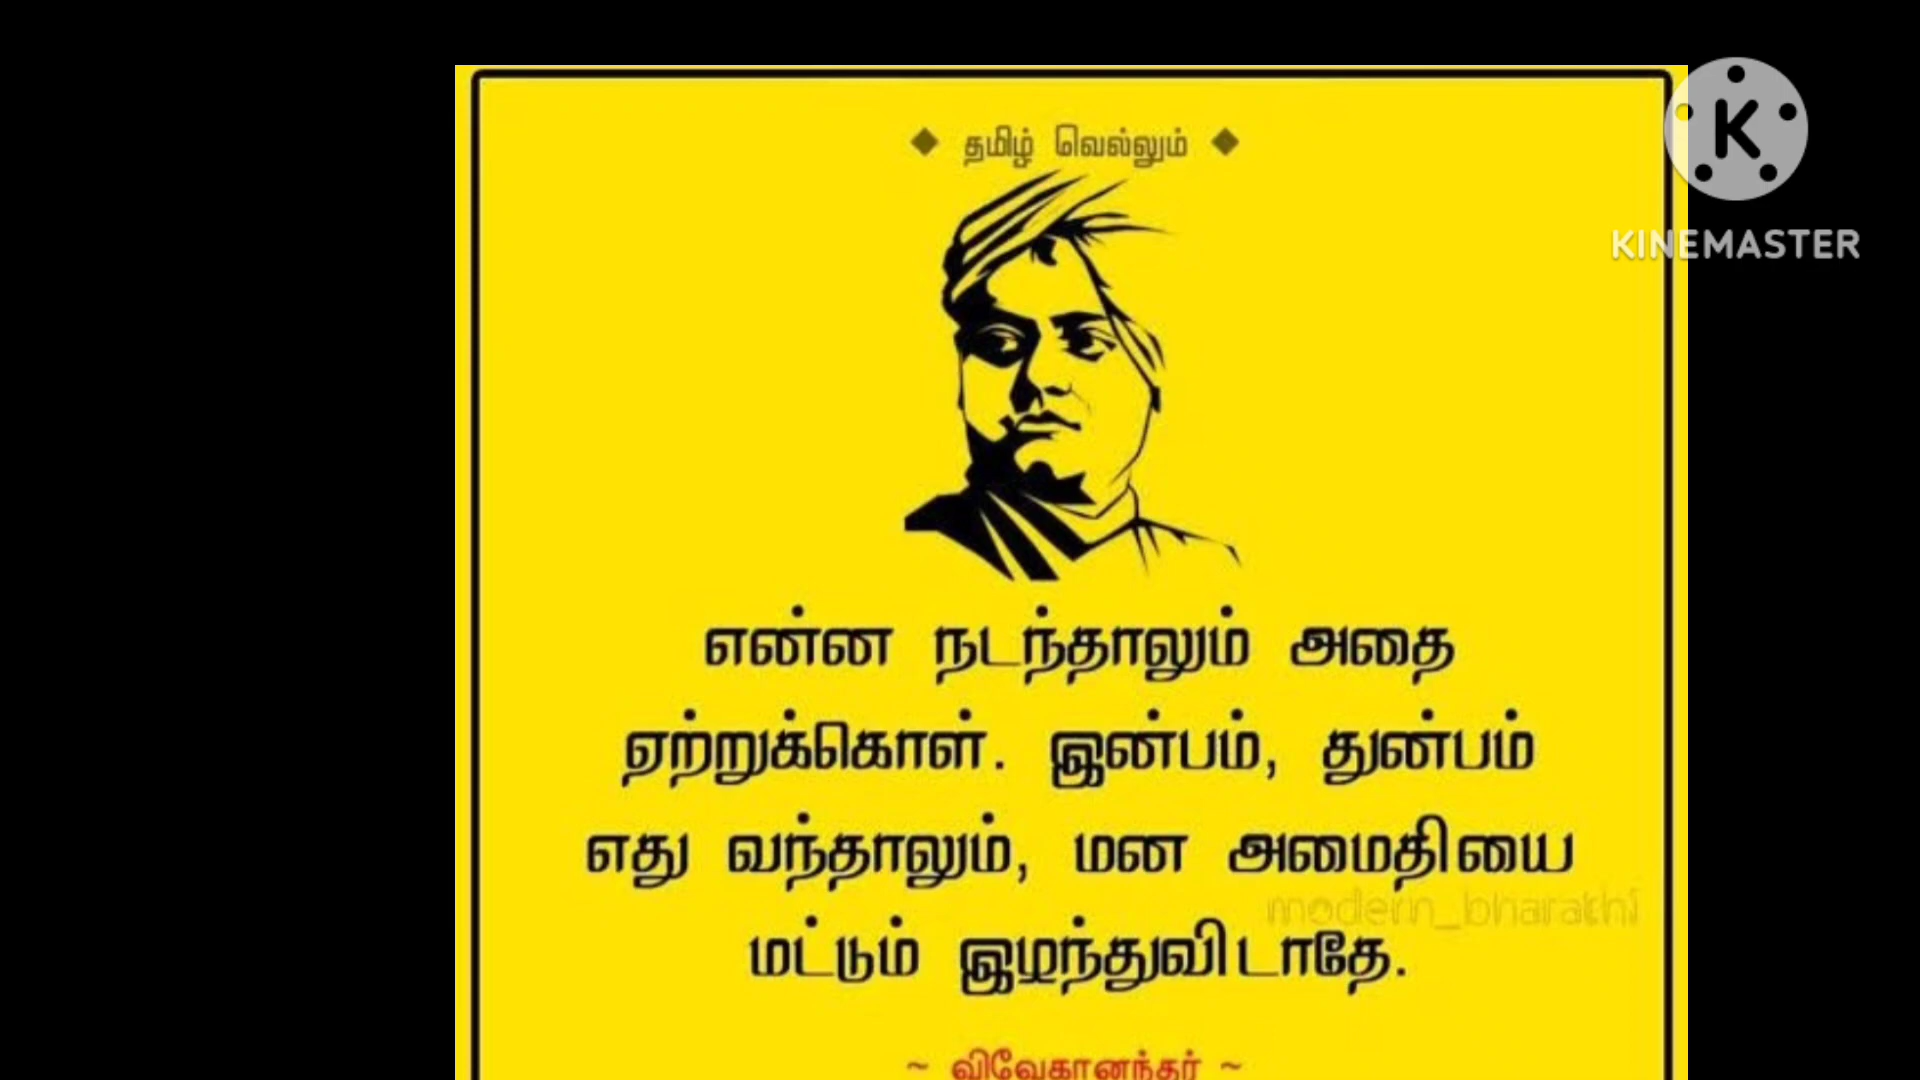 ◆ தமிழ் வெல்லும் ◆
KINEMASTER
என்ன நடந்தாலும் அதை
ஏற்றுக்கொள். இன்பம், துன்பம்
எது வந்தாலும், மன அமைதியை
modern_bharathi
மட்டும் இழந்துவிடாதே.
~ விவேகானந்தர் ~